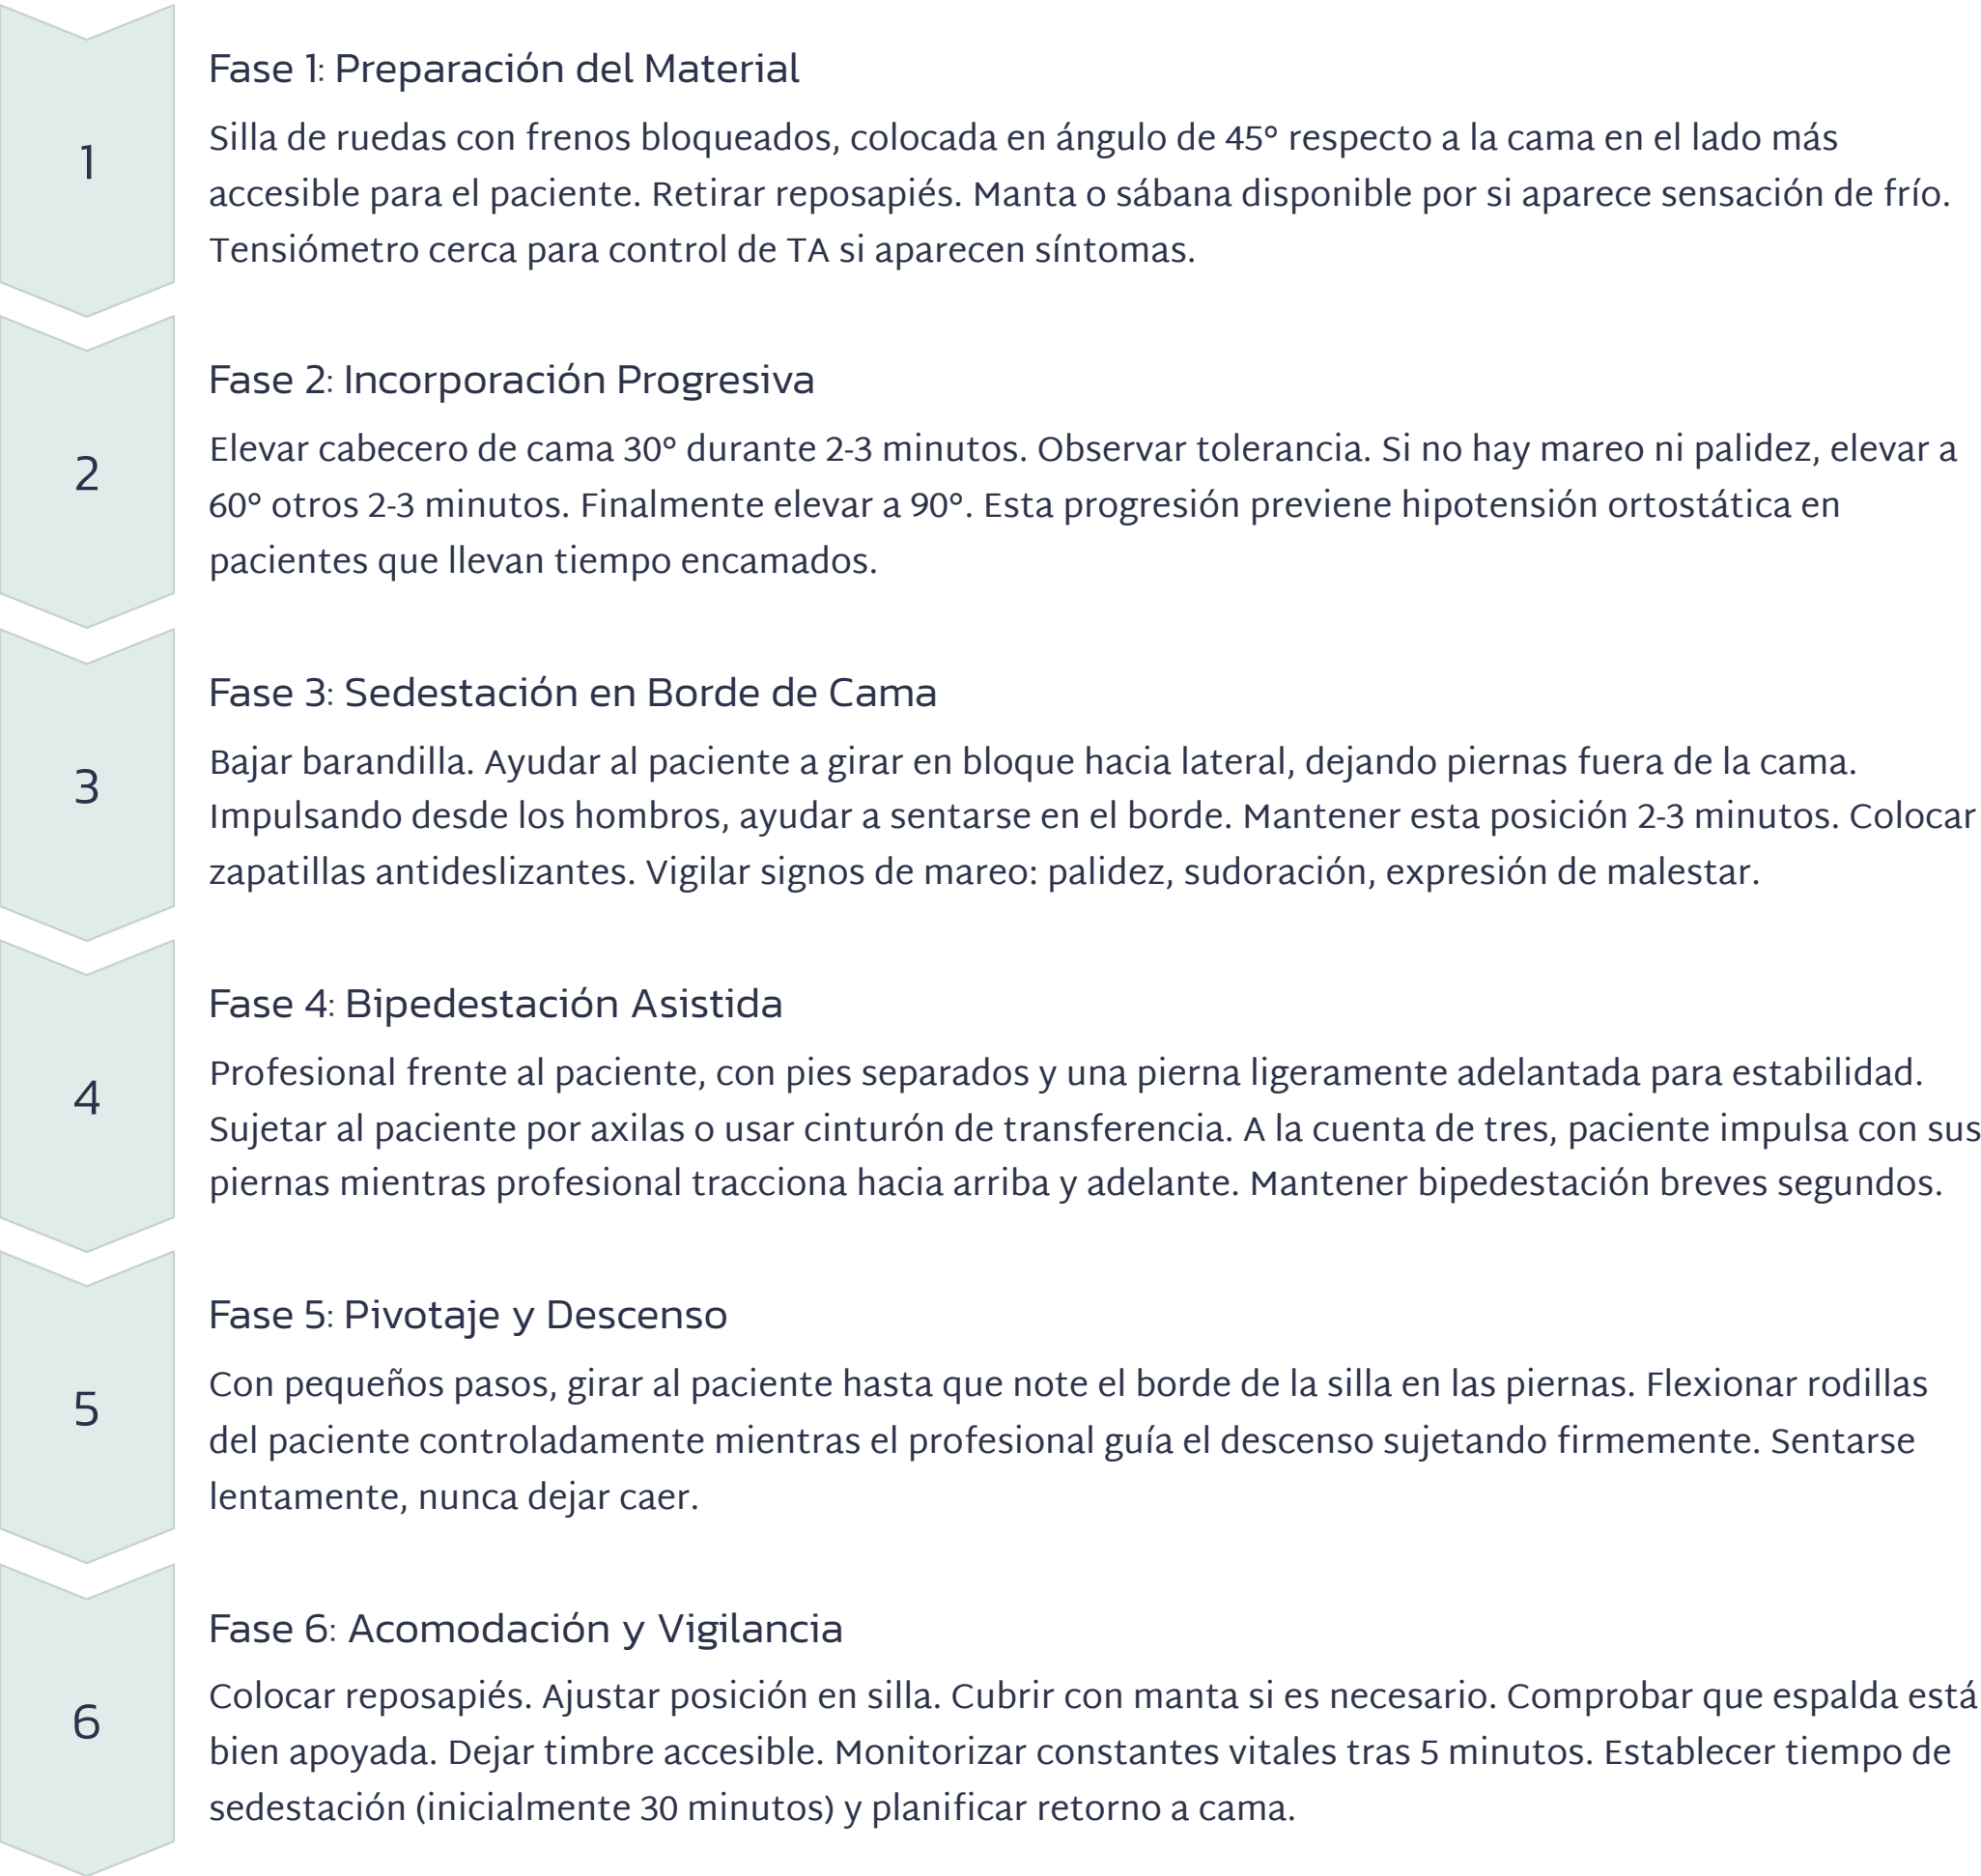 1
Fase 1: Preparación del Material
Silla de ruedas con frenos bloqueados, colocada en ángulo de 45º respecto a la cama en el lado más
accesible para el paciente. Retirar reposapiés. Manta o sábana disponible por si aparece sensación de frío.
Tensiómetro cerca para control de TA si aparecen síntomas.
2
Fase 2: Incorporación Progresiva
Elevar cabecero de cama 30º durante 2-3 minutos. Observar tolerancia. Si no hay mareo ni palidez, elevar a
60º otros 2-3 minutos. Finalmente elevar a 90º. Esta progresión previene hipotensión ortostática en
pacientes que llevan tiempo encamados.
3
Fase 3: Sedestación en Borde de Cama
Bajar barandilla. Ayudar al paciente a girar en bloque hacia lateral, dejando piernas fuera de la cama.
Impulsando desde los hombros, ayudar a sentarse en el borde. Mantener esta posición 2-3 minutos. Colocar
zapatillas antideslizantes. Vigilar signos de mareo: palidez, sudoración, expresión de malestar.
4
Fase 4: Bipedestación Asistida
Profesional frente al paciente, con pies separados y una pierna ligeramente adelantada para estabilidad.
Sujetar al paciente por axilas o usar cinturón de transferencia. A la cuenta de tres, paciente impulsa con sus
piernas mientras profesional tracciona hacia arriba y adelante. Mantener bipedestación breves segundos.
5
Fase 5: Pivotaje y Descenso
Con pequeños pasos, girar al paciente hasta que note el borde de la silla en las piernas. Flexionar rodillas
del paciente controladamente mientras el profesional guía el descenso sujetando firmemente. Sentarse
lentamente, nunca dejar caer.
6
Fase 6: Acomodación y Vigilancia
Colocar reposapiés. Ajustar posición en silla. Cubrir con manta si es necesario. Comprobar que espalda está
bien apoyada. Dejar timbre accesible. Monitorizar constantes vitales tras 5 minutos. Establecer tiempo de
sedestación (inicialmente 30 minutos) y planificar retorno a cama.